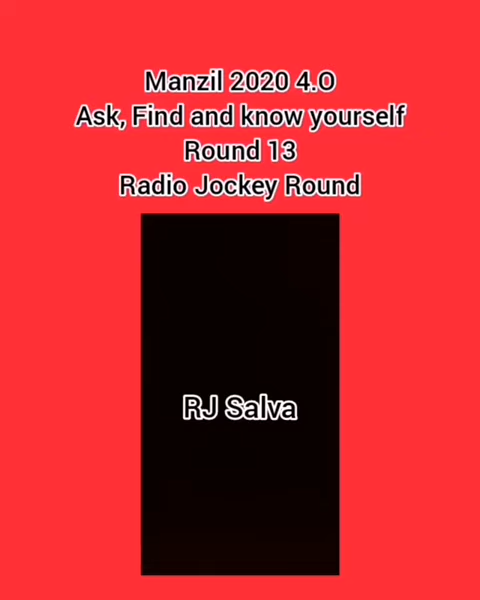 Manzil 2020 4.O
Ask, Find and know yourself
Round 13
Radio Jockey Round
RJ Salva